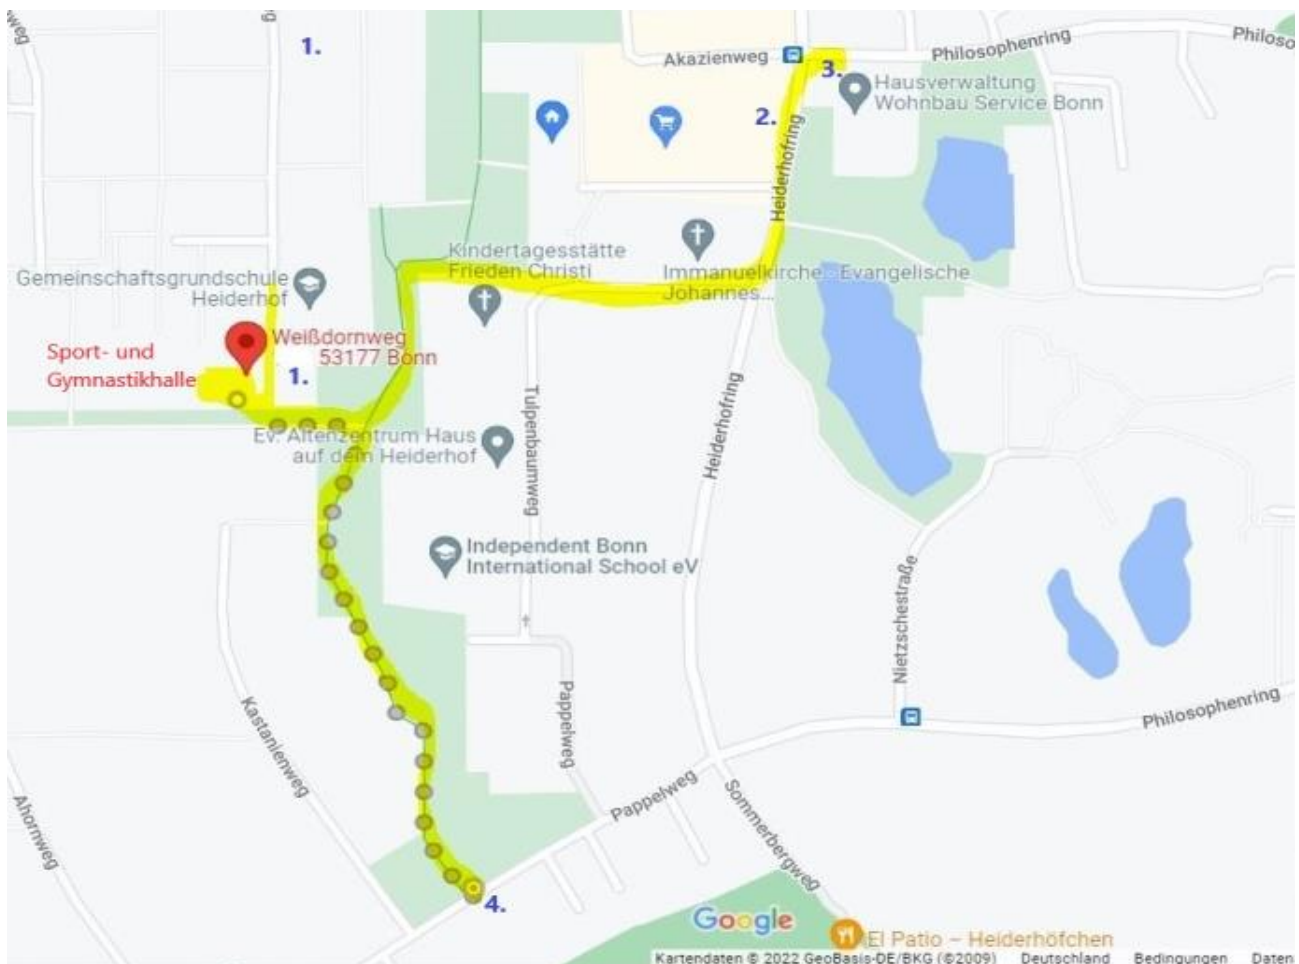 weg
g
1.
Akazienweg
Philosophenring
Philoso
3.
Hausverwaltung
Wohnbau Service Bonn
2.
Heiderhofring
Kindertagesstätte
Frieden Christi
Immanuelkirche - Evangelische
Johannes...
Gemeinschaftsgrundschule
Heiderhof
Weißdornweg
53177 Bonn
Sport- und
Gymnastikhalle
1.
Tulpenbaumweg
Heiderhofring
Ev. Altenzentrum Haus
auf dem Heiderhof
Independent Bonn
International School eV
Nietzschestraße
Kastanienweg
Pappelweg
Philosophenring
Ahornweg
Pappelweg
Sommerbergweg
4.
Google
El Patio – Heiderhöfchen
Kartendaten © 2022 GeoBasis-DE/BKG (©2009) Deutschland Bedingungen Daten